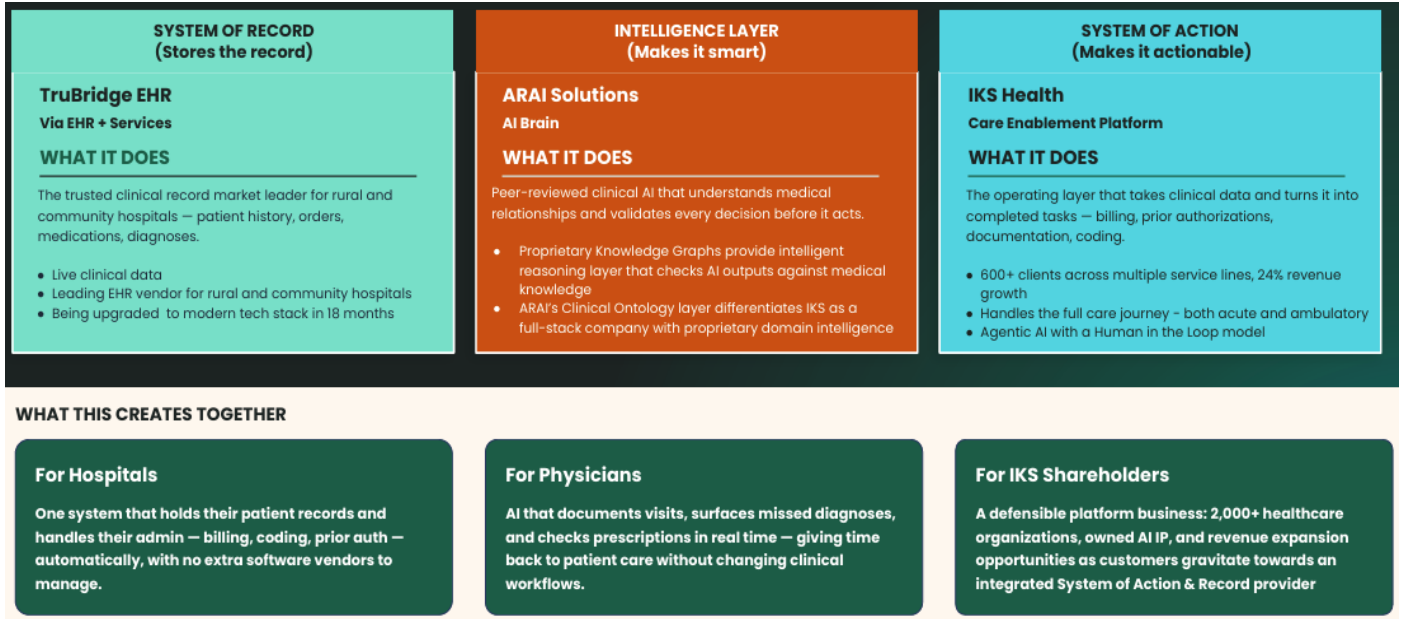 SYSTEM OF RECORD
(Stores the record)
TruBridge EHR
Via EHR + Services
WHAT IT DOES
The trusted clinical record market leader for rural and
community hospitals — patient history, orders,
medications, diagnoses.
● Live clinical data
● Leading EHR vendor for rural and community hospitals
● Being upgraded to modern tech stack in 18 months
INTELLIGENCE LAYER
(Makes it smart)
ARAI Solutions
AI Brain
WHAT IT DOES
Peer-reviewed clinical AI that understands medical
relationships and validates every decision before it acts.
● Proprietary Knowledge Graphs provide intelligent
reasoning layer that checks AI outputs against medical
knowledge
● ARAI's Clinical Ontology layer differentiates IKS as a
full-stack company with proprietary domain intelligence
SYSTEM OF ACTION
(Makes it actionable)
IKS Health
Care Enablement Platform
WHAT IT DOES
The operating layer that takes clinical data and turns it into
completed tasks — billing, prior authorizations,
documentation, coding.
● 600+ clients across multiple service lines, 24% revenue
growth
● Handles the full care journey - both acute and ambulatory
● Agentic AI with a Human in the Loop model
WHAT THIS CREATES TOGETHER
For Hospitals
One system that holds their patient records and
handles their admin — billing, coding, prior auth —
automatically, with no extra software vendors to
manage.
For Physicians
AI that documents visits, surfaces missed diagnoses,
and checks prescriptions in real time — giving time
back to patient care without changing clinical
workflows.
For IKS Shareholders
A defensible platform business: 2,000+ healthcare
organizations, owned AI IP, and revenue expansion
opportunities as customers gravitate towards an
integrated System of Action & Record provider